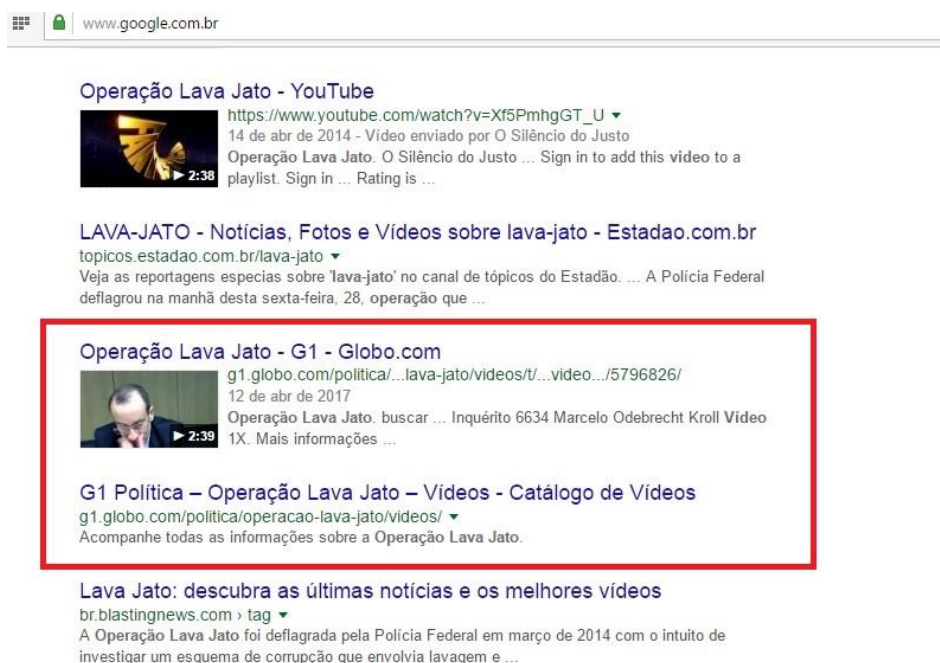 www.google.com.br
Operação Lava Jato - YouTube
https://www.youtube.com/watch?v=Xf5PmhgGT_U
14 de abr de 2014 - Vídeo enviado por O Silêncio do Justo
Operação Lava Jato. O Silêncio do Justo ... Sign in to add this video to a
2:38
playlist. Sign in ... Rating is ...
LAVA-JATO - Notícias, Fotos e Vídeos sobre lava-jato - Estadao.com.br
topicos.estadao.com.br/lava-jato
Veja as reportagens especias sobre 'lava-jato' no canal de tópicos do Estadão. ... A Polícia Federal
deflagrou na manhã desta sexta-feira, 28, operação que ...
Operação Lava Jato - G1 - Globo.com
g1.globo.com/politica/...lava-jato/videos/t/...video.../5796826/
12 de abr de 2017
Operação Lava Jato. buscar ... Inquérito 6634 Marcelo Odebrecht Kroll Vídeo
2:39
1X. Mais informações ...
G1 Política – Operação Lava Jato – Vídeos - Catálogo de Vídeos
g1.globo.com/politica/operacao-lava-jato/videos/
Acompanhe todas as informações sobre a Operação Lava Jato.
Lava Jato: descubra as últimas notícias e os melhores vídeos
br.blastingnews.com › tag
A Operação Lava Jato foi deflagrada pela Polícia Federal em março de 2014 com o intuito de
investigar um esquema de corrupção que envolvia lavagem e ...